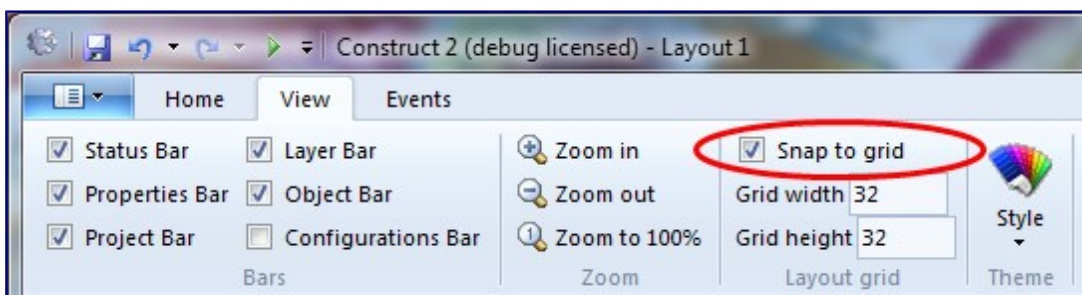 Construct 2 (debug licensed) - Layout 1
Home View Events
Status Bar Layer Bar Zoom in Snap to grid
Properties Bar Object Bar Zoom out Grid width 32
Project Bar Configurations Bar 1 Zoom to 100% Grid height 32 Style
Bars Zoom Layout grid Theme